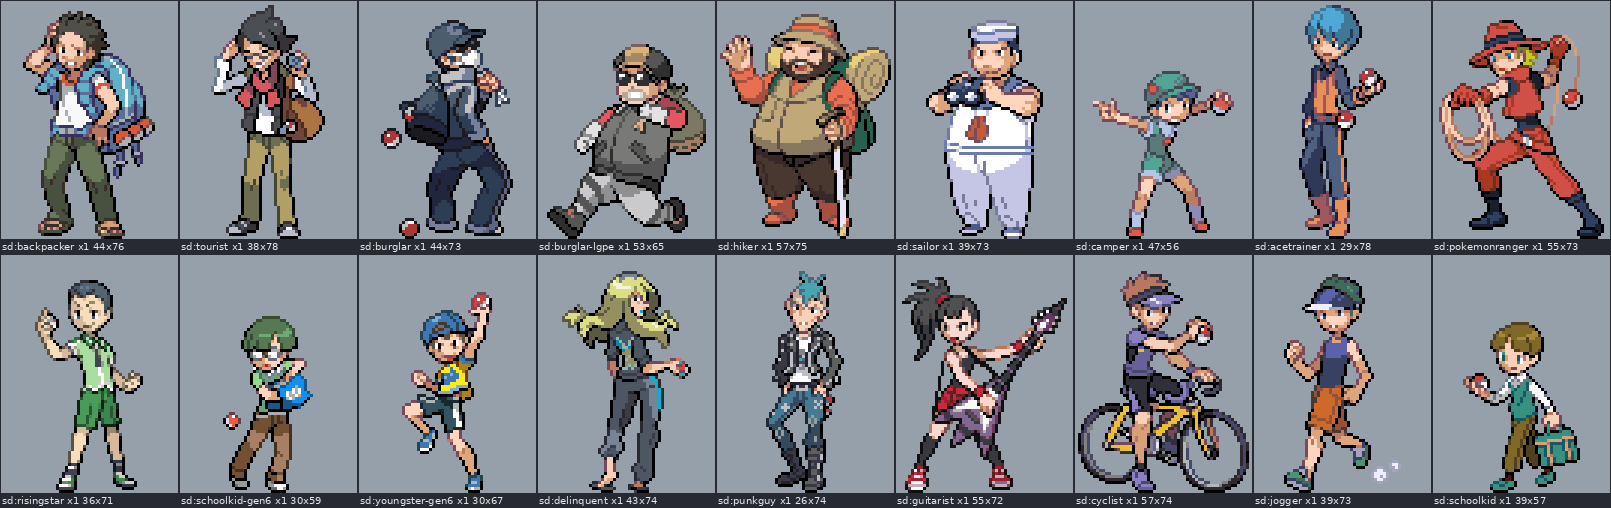 sd:backpacker x1 44x76
sd:tourist x1 38x78
sd:burglar x1 44x73
sd:burglar-lgpe x1 53x65
sd:hiker x1 57x75
sd:sailor x1 39x73
sd:camper x1 47x56
sd:acetrainer x1 29x78
sd:pokemonranger x1 55x73
sd:risingstar x1 36x71
sd:schoolkid-gen6 x1 30x59
sd:youngster-gen6 x1 30x67
sd:delinquent x1 43x74
sd:punkguy x1 26x74
sd:guitarist x1 55x72
sd:cyclist x1 57x74
sd:jogger x1 39x73
sd:schoolkid x1 39x57